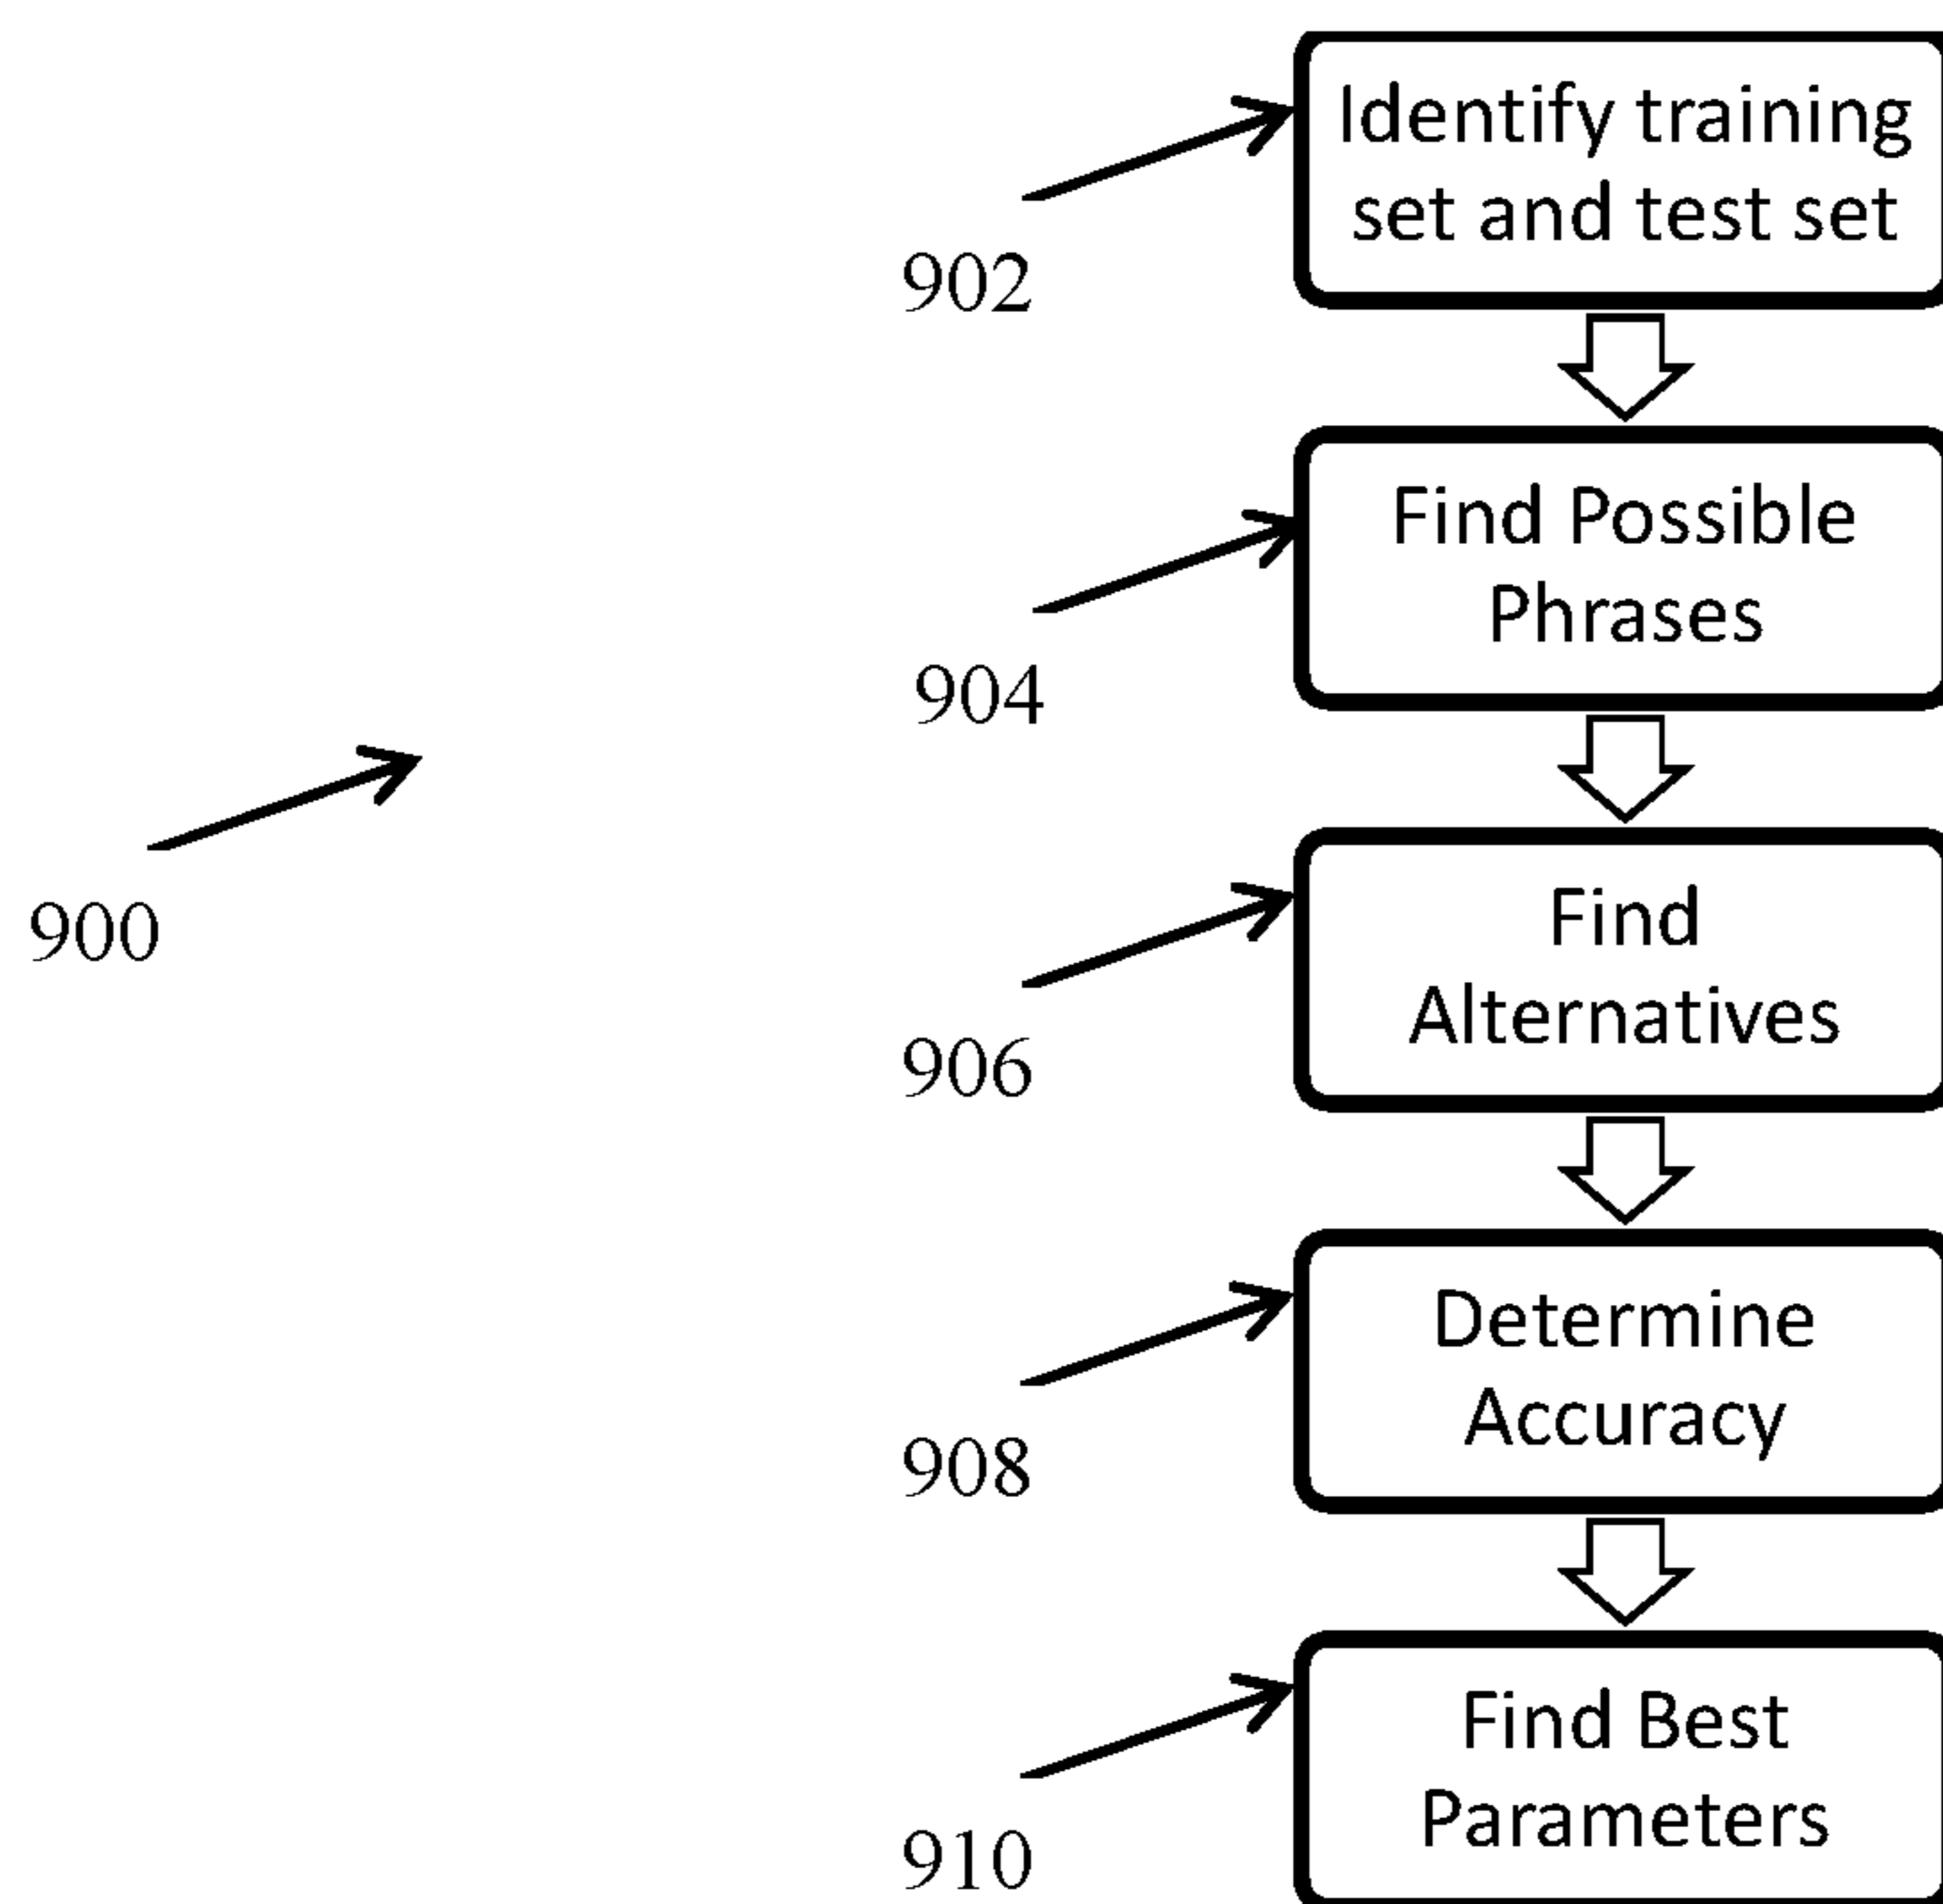 Identify training
set and test set
902
Find Possible
Phrases
904
900
Find
Alternatives
906
Determine
Accuracy
908
Find Best
Parameters
910